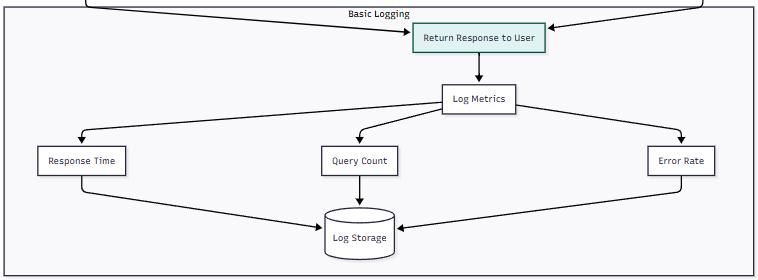 Basic Logging
Return Response to User
Log Metrics
Response Time
Query Count
Error Rate
Log Storage